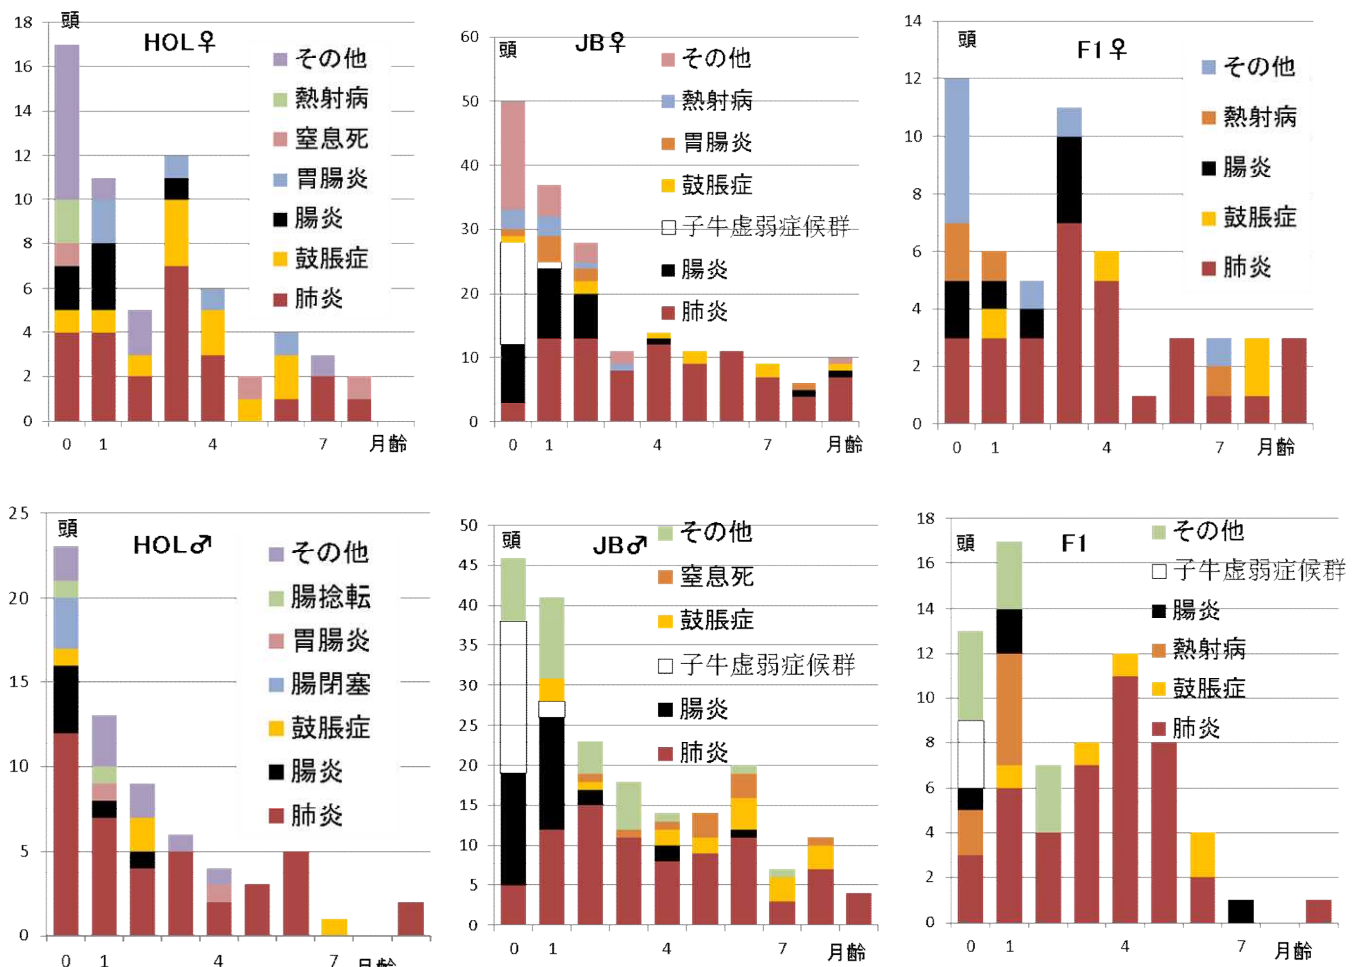 頭
HOL♀
18
16
14
12
10
8
6
4
2
0
その他
熱射病
窒息死
胃腸炎
腸炎
鼓脹症
肺炎
0 1 4 7 月齢
頭
JB♀
60
50
40
30
20
10
0
その他
熱射病
胃腸炎
鼓脹症
子牛虚弱症候群
腸炎
肺炎
0 1 4 7 月齢
頭
F1♀
14
12
10
8
6
4
2
0
その他
熱射病
腸炎
鼓脹症
肺炎
0 1 4 7 月齢
頭
HOL♂
25
20
15
10
5
0
その他
腸捻転
胃腸炎
腸閉塞
鼓脹症
腸炎
肺炎
0 1 4 7 月齢
頭
JB♂
50
45
40
35
30
25
20
15
10
5
0
その他
窒息死
鼓脹症
子牛虚弱症候群
腸炎
肺炎
0 1 4 7 月齢
頭
F1
18
16
14
12
10
8
6
4
2
0
その他
子牛虚弱症候群
腸炎
熱射病
鼓脹症
肺炎
0 1 4 7 月齢